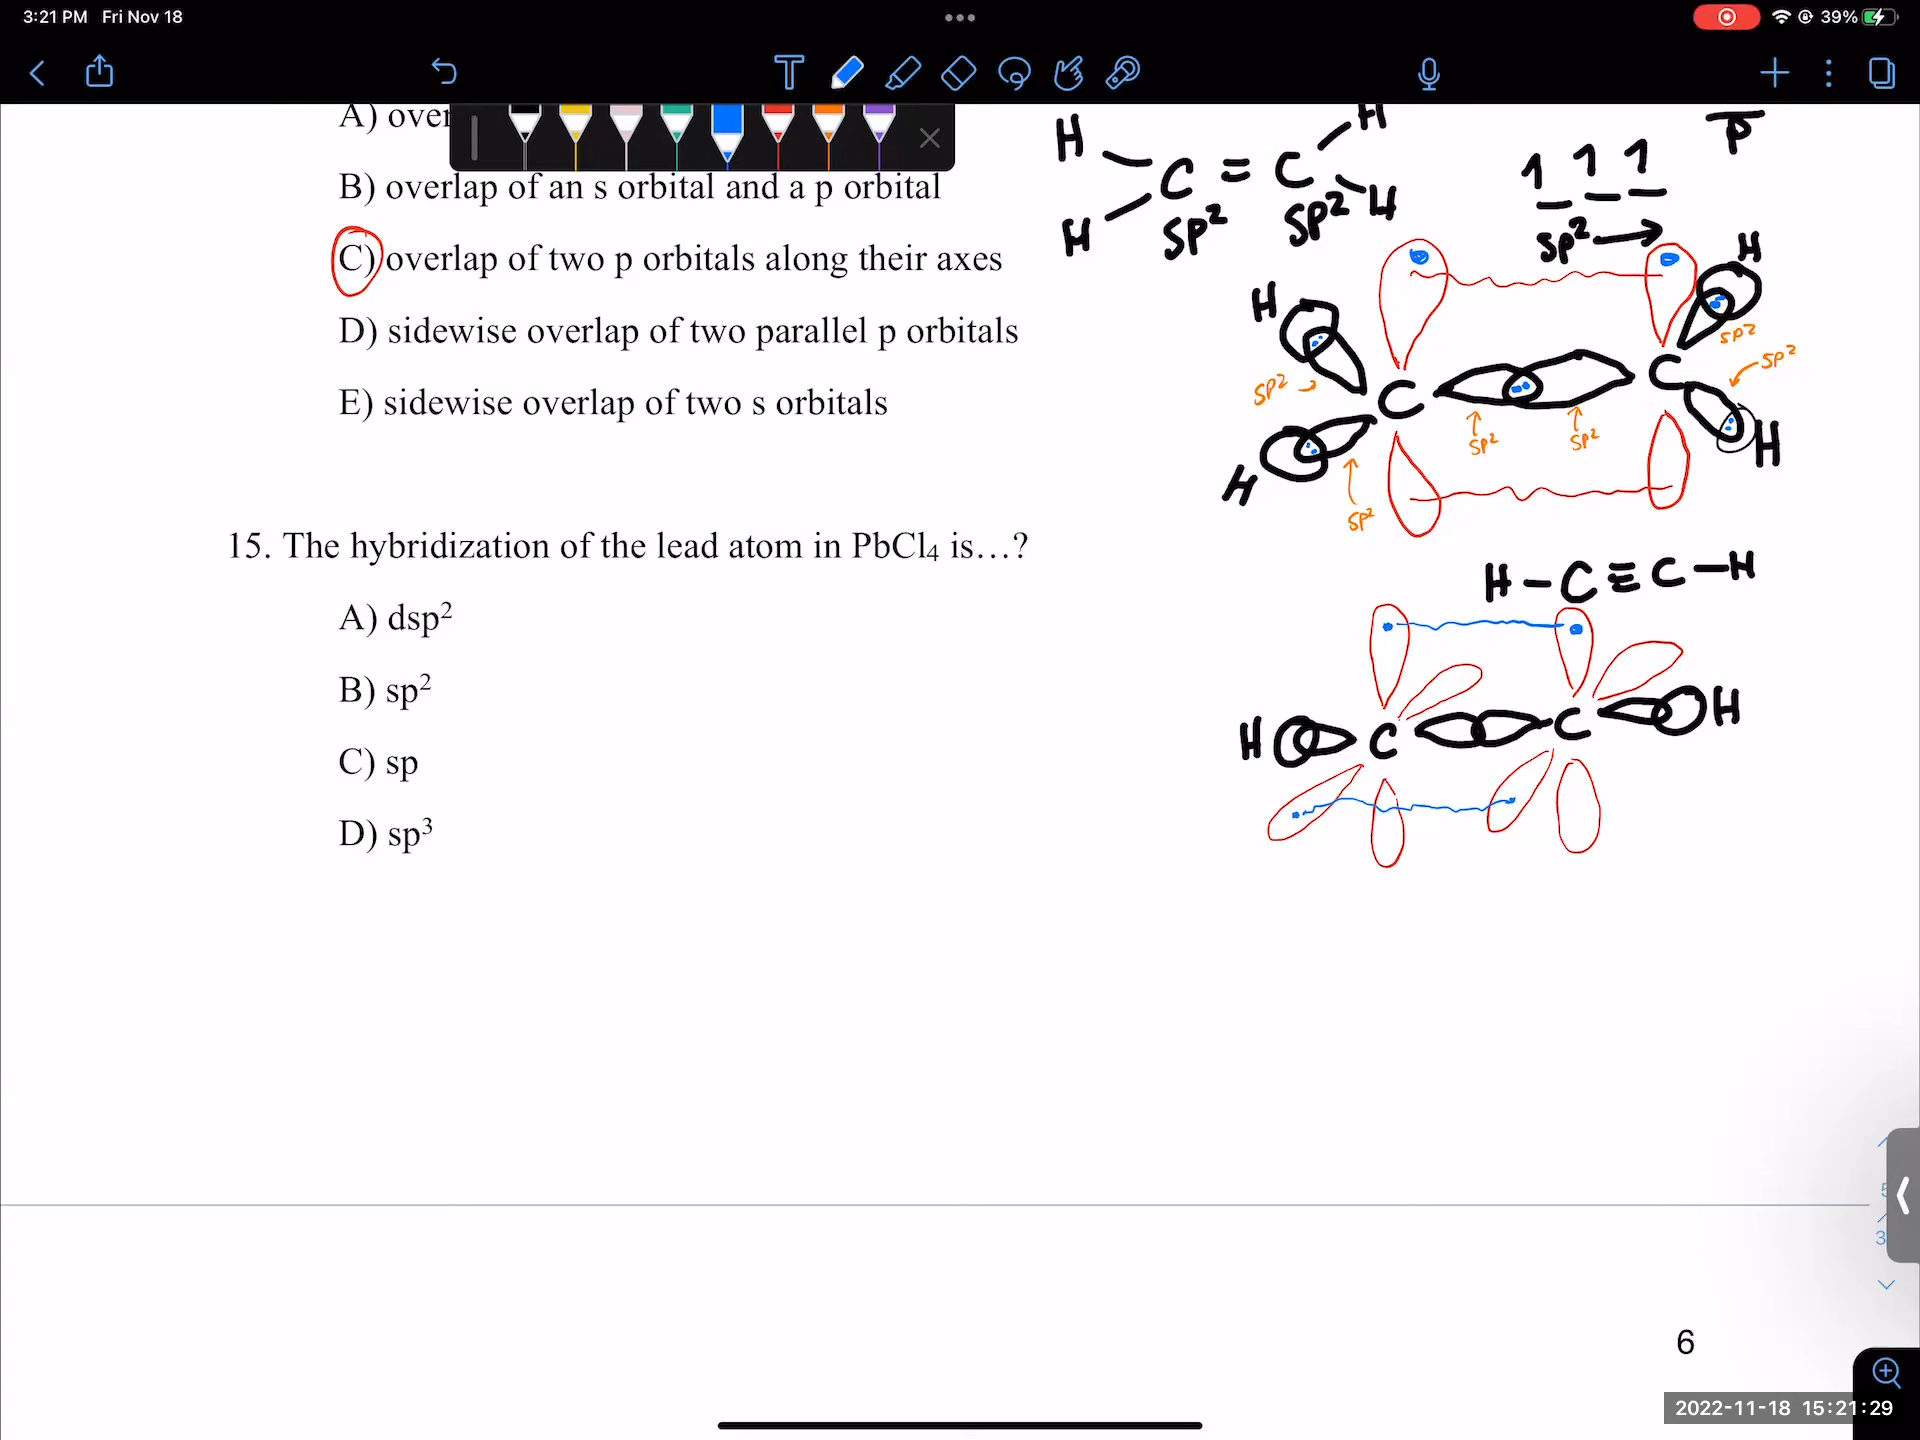 3:21 PM Fri Nov 18
39%
A) over
B) overlap of an s orbital and a p orbital
C) overlap of two p orbitals along their axes
D) sidewise overlap of two parallel p orbitals
E) sidewise overlap of two s orbitals
15. The hybridization of the lead atom in PbCl₄ is…?
A) dsp²
B) sp²
C) sp
D) sp³
H H
C = C
H H
sp² sp²
p
1 1 1
sp²
H H
sp²
sp²
sp²
C C
sp² sp²
H H
sp²
H – C ≡ C – H
H C C H
6
2022-11-18 15:21:29